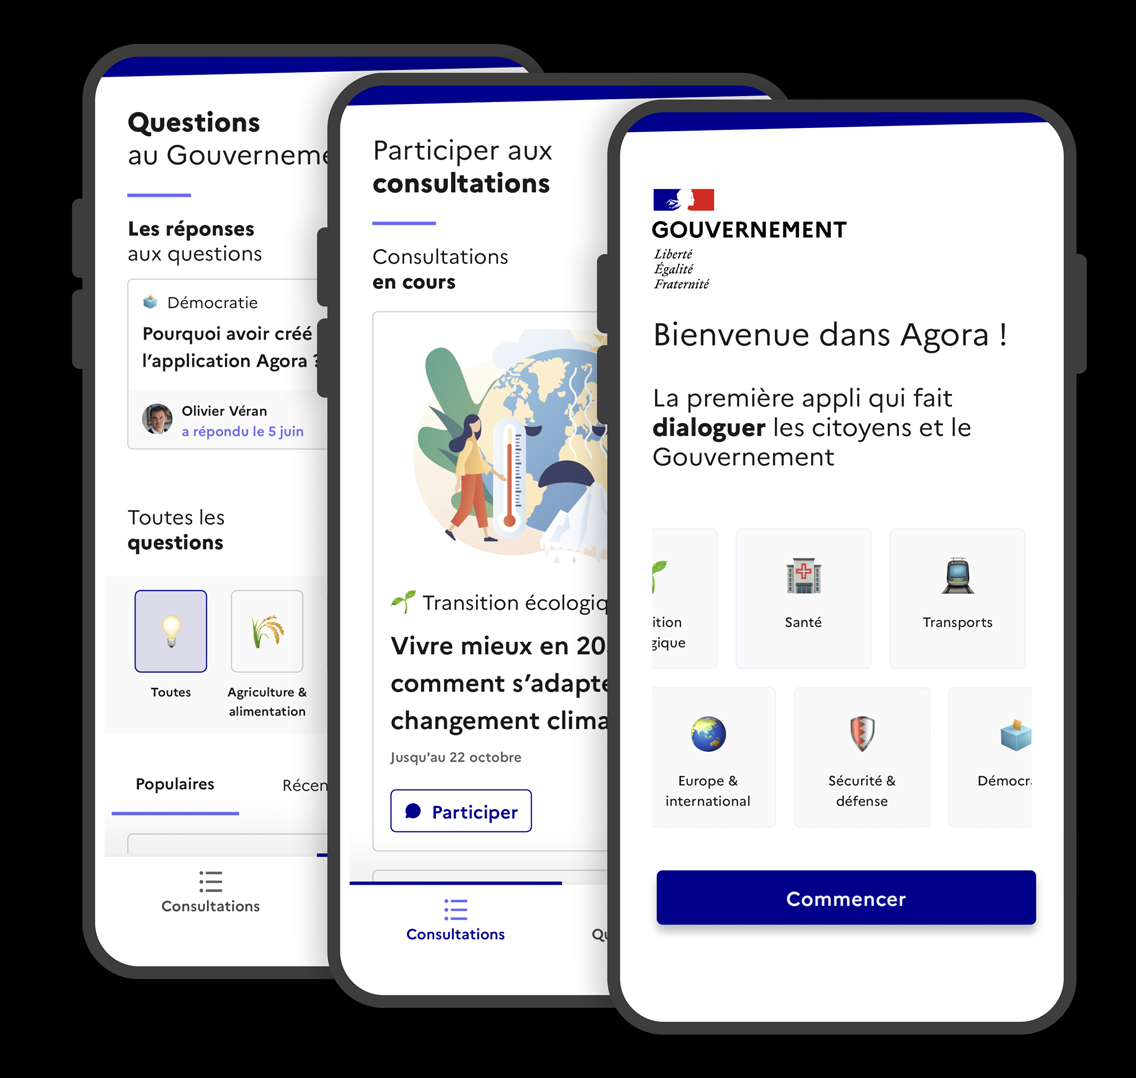 Questions
au Gouverneme
Les réponses
aux questions
Démocratie
Pourquoi avoir créé
l'application Agora ?
Olivier Véran
a répondu le 5 juin
Toutes les
questions
Toutes
Agriculture &
alimentation
Populaires
Récen
Consultations
Participer aux
consultations
Consultations
en cours
Transition écologiq
Vivre mieux en 20
comment s'adapte
changement clima
Jusqu'au 22 octobre
Participer
Consultations
Qu
GOUVERNEMENT
Liberté
Égalité
Fraternité
Bienvenue dans Agora !
La première appli qui fait
dialoguer les citoyens et le
Gouvernement
ition
gique
Santé
Transports
Europe &
international
Sécurité &
défense
Démocr
Commencer